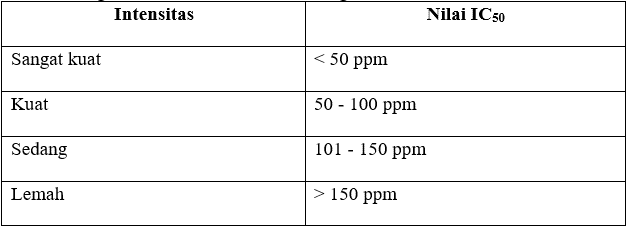 Intensitas Nilai IC50
Sangat kuat < 50 ppm
Kuat 50 - 100 ppm
Sedang 101 - 150 ppm
Lemah > 150 ppm